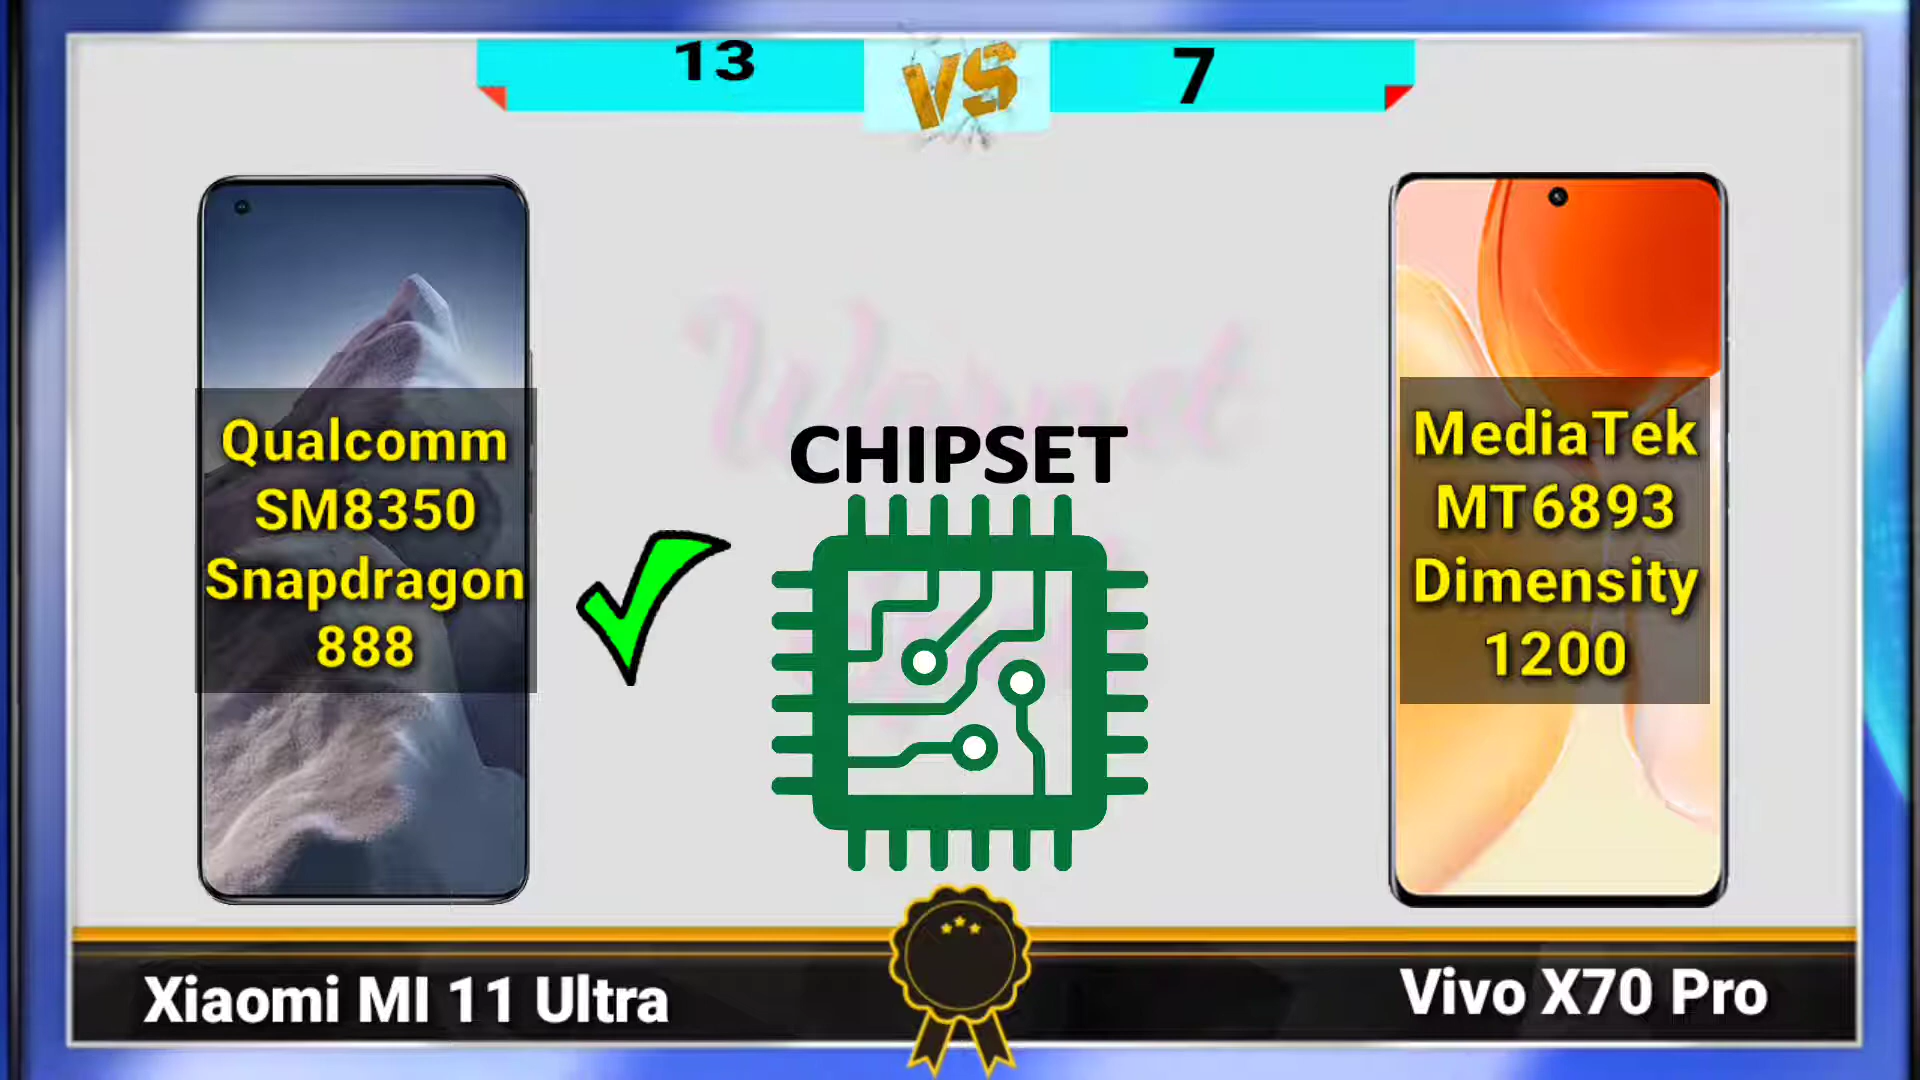 13 VS 7
CHIPSET
Qualcomm
SM8350
Snapdragon
888
MediaTek
MT6893
Dimensity
1200
Xiaomi MI 11 Ultra
Vivo X70 Pro